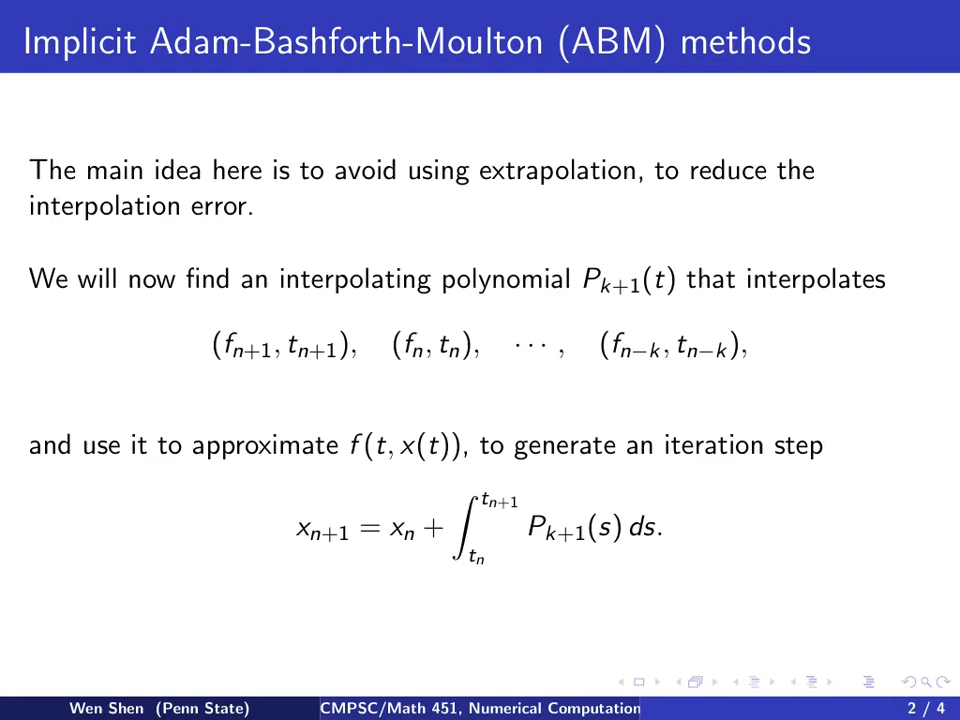 Implicit Adam-Bashforth-Moulton (ABM) methods
The main idea here is to avoid using extrapolation, to reduce the
interpolation error.
We will now find an interpolating polynomial P_{k+1}(t) that interpolates
(f_{n+1}, t_{n+1}), (f_n, t_n), ··· , (f_{n−k}, t_{n−k}),
and use it to approximate f(t, x(t)), to generate an iteration step
x_{n+1} = x_n + ∫_{t_n}^{t_{n+1}} P_{k+1}(s) ds.
Wen Shen (Penn State) CMPSC/Math 451, Numerical Computation 2 / 4